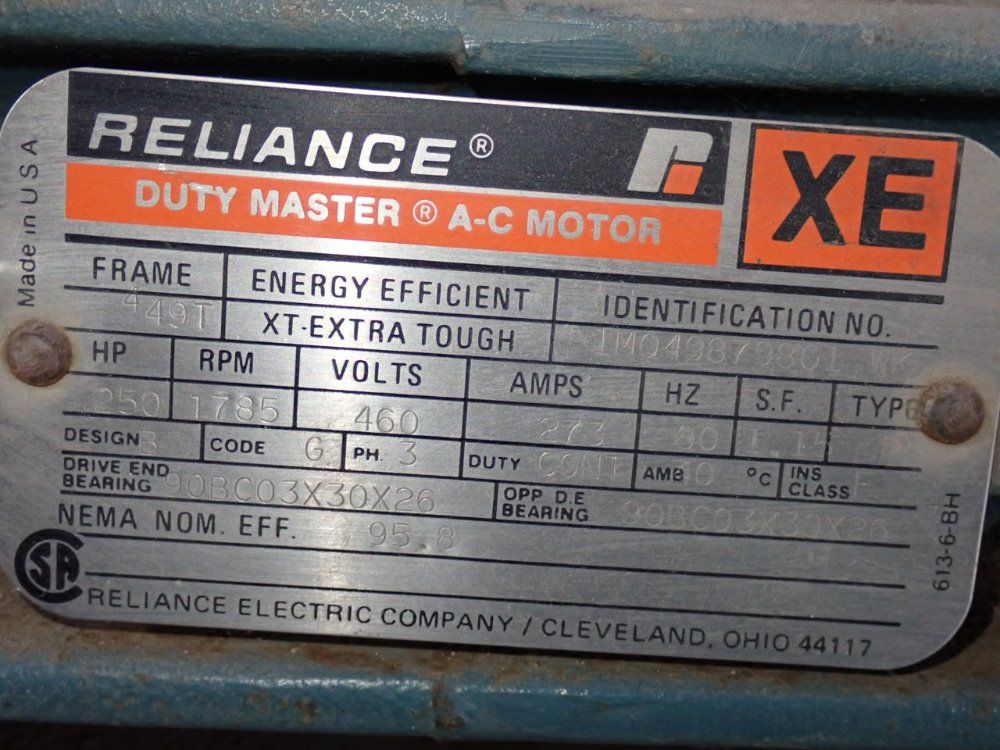 RELIANCE ®
DUTY MASTER ® A-C MOTOR
XE
Made in U S A
FRAME 449T
ENERGY EFFICIENT
XT-EXTRA TOUGH
IDENTIFICATION NO.
HP 250
RPM 1785
VOLTS 460
AMPS 273
HZ 60
S.F. 1.15
TYPE P
DESIGN B
CODE G
PH. 3
DUTY CONT
AMB 40 °C
INS CLASS F
DRIVE END BEARING 90BC03X30X26
OPP D.E BEARING 90BC03X30X26
NEMA NOM. EFF. 95.8
SA
RELIANCE ELECTRIC COMPANY / CLEVELAND, OHIO 44117
613-6-BH